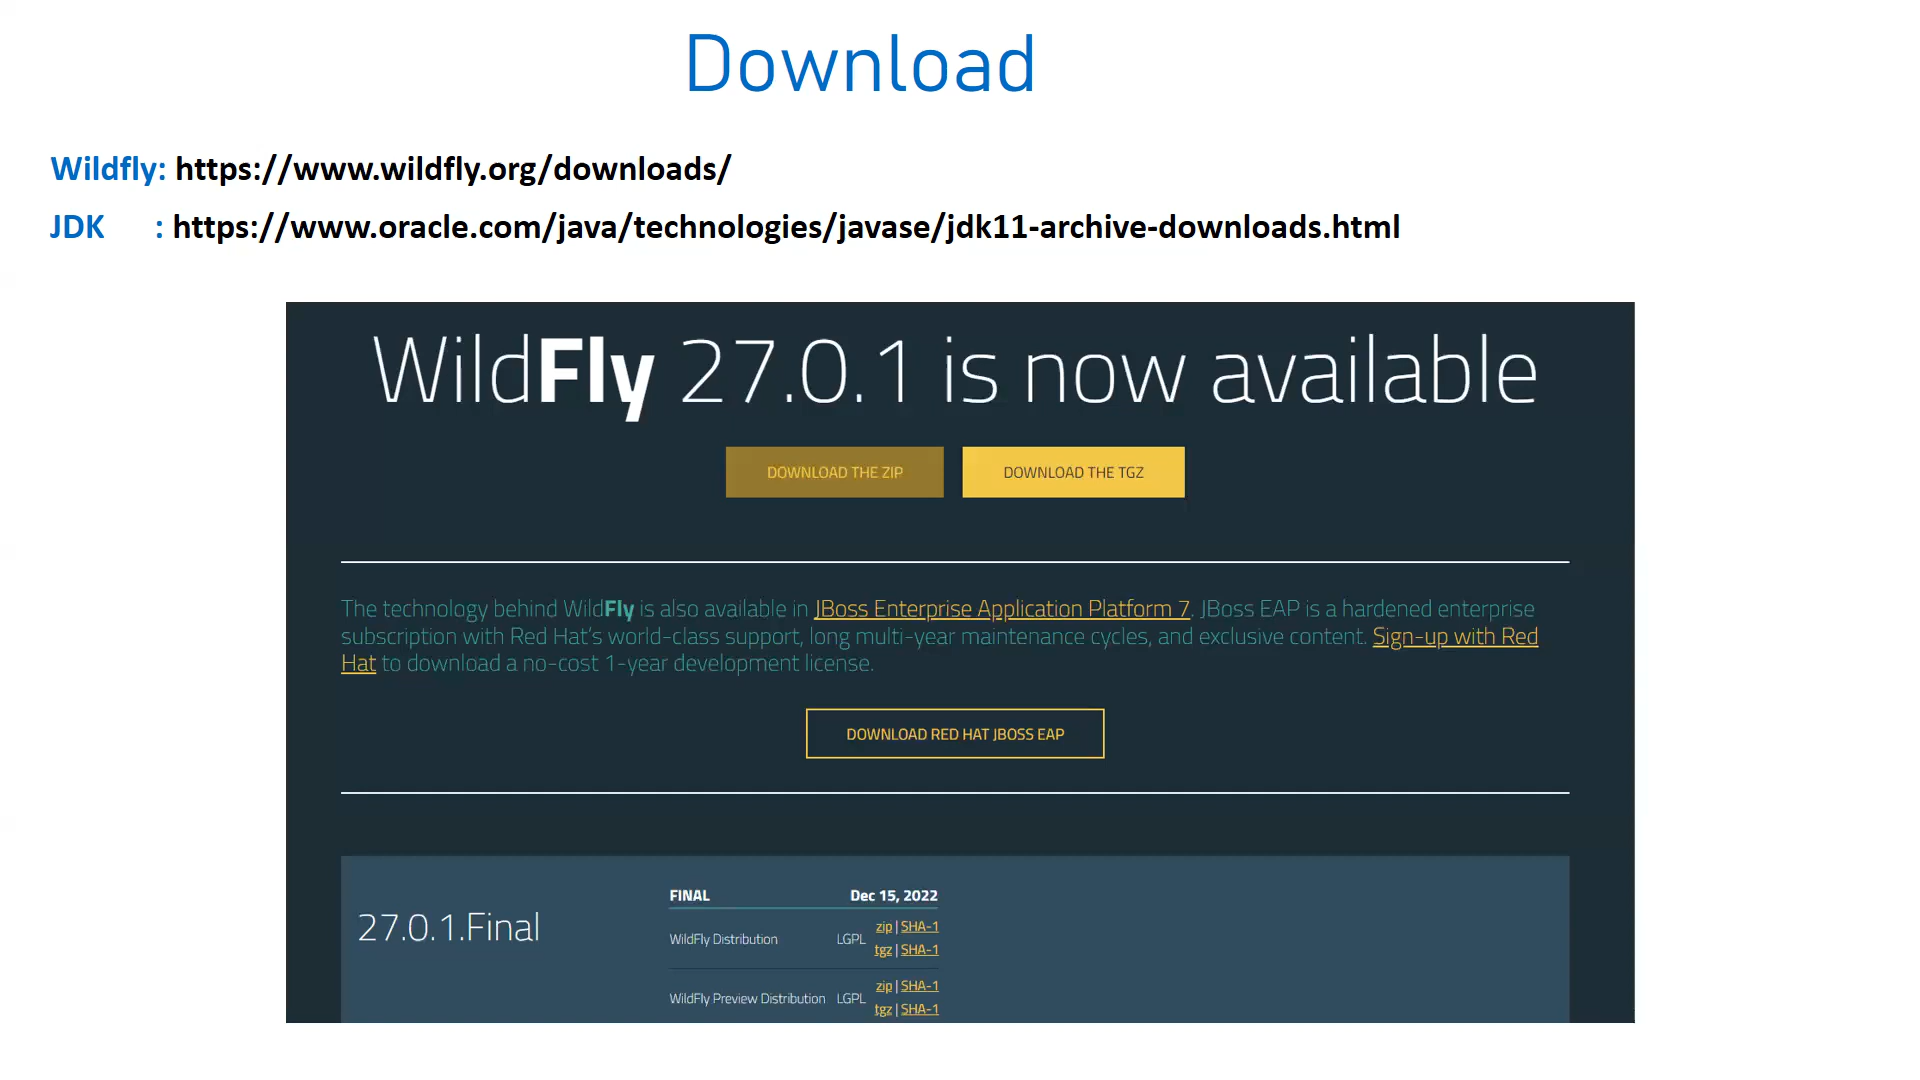 Download
Wildfly: https://www.wildfly.org/downloads/
JDK : https://www.oracle.com/java/technologies/javase/jdk11-archive-downloads.html
WildFly 27.0.1 is now available
DOWNLOAD THE ZIP DOWNLOAD THE TGZ
The technology behind WildFly is also available in JBoss Enterprise Application Platform 7. JBoss EAP is a hardened enterprise
subscription with Red Hat's world-class support, long multi-year maintenance cycles, and exclusive content. Sign-up with Red
Hat to download a no-cost 1-year development license.
DOWNLOAD RED HAT JBOSS EAP
27.0.1.Final
FINAL Dec 15, 2022
WildFly Distribution LGPL zip | SHA-1
tgz | SHA-1
WildFly Preview Distribution LGPL zip | SHA-1
tgz | SHA-1